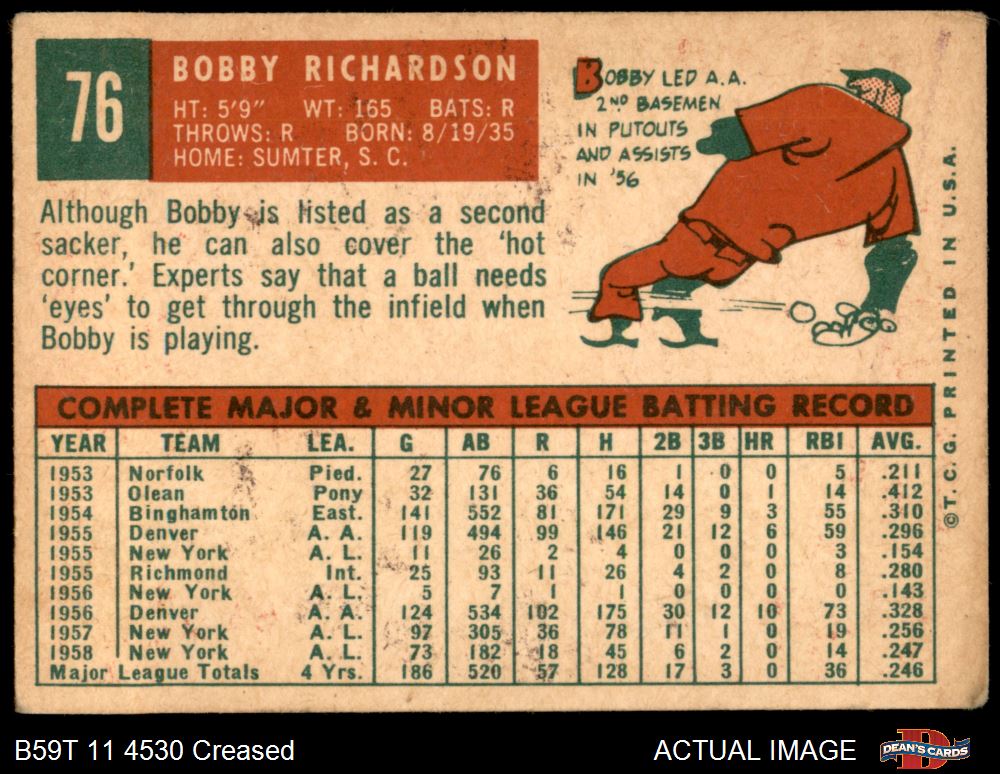 76
BOBBY RICHARDSON
HT: 5'9" WT: 165 BATS: R
THROWS: R BORN: 8/19/35
HOME: SUMTER, S. C.
BOBBY LED A.A.
2ND BASEMEN
IN PUTOUTS
AND ASSISTS
IN '56
Although Bobby is listed as a second
sacker, he can also cover the 'hot
corner.' Experts say that a ball needs
'eyes' to get through the infield when
Bobby is playing.
COMPLETE MAJOR & MINOR LEAGUE BATTING RECORD
YEAR TEAM LEA. G AB R H 2B 3B HR RBI AVG.
1953 Norfolk Pied. 27 76 6 16 1 0 0 5 .211
1953 Olean Pony 32 131 36 54 14 0 1 14 .412
1954 Binghamton East. 141 552 81 171 29 9 3 55 .310
1955 Denver A. A. 119 494 99 146 21 12 6 59 .296
1955 New York A. L. 11 26 2 4 0 0 0 3 .154
1955 Richmond Int. 25 93 11 26 4 2 0 8 .280
1956 New York A. L. 5 7 1 1 0 0 0 0 .143
1956 Denver A. A. 124 534 102 175 30 12 10 73 .328
1957 New York A. L. 97 305 36 78 11 1 0 19 .256
1958 New York A. L. 73 182 18 45 6 2 0 14 .247
Major League Totals 4 Yrs. 186 520 57 128 17 3 0 36 .246
©T. C. G. PRINTED IN U.S.A.
B59T 11 4530 Creased
ACTUAL IMAGE
DEAN'S CARDS